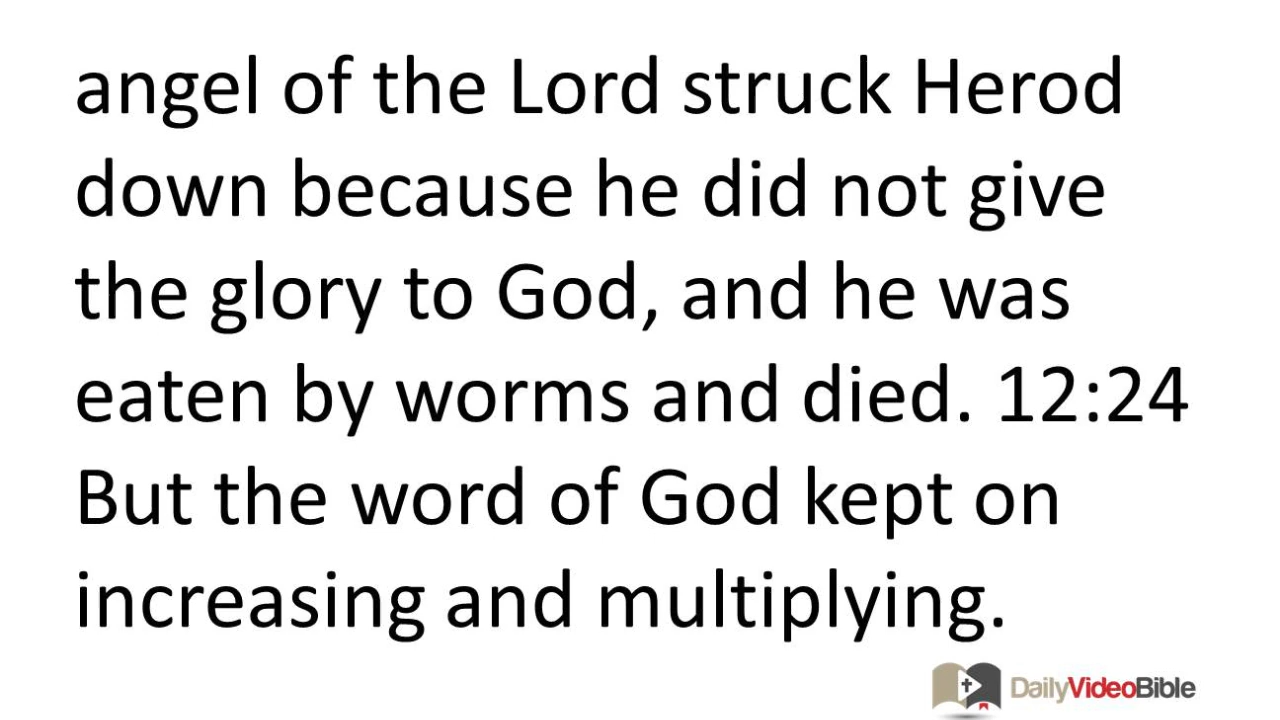 angel of the Lord struck Herod
down because he did not give
the glory to God, and he was
eaten by worms and died. 12:24
But the word of God kept on
increasing and multiplying.
DailyVideoBible